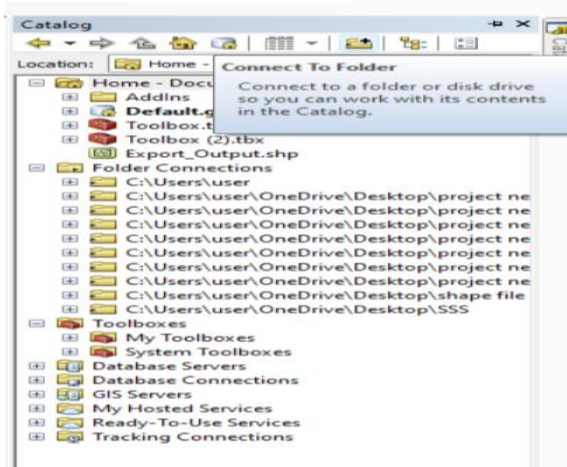 Catalog
Location: Home -
Connect To Folder
Connect to a folder or disk drive
so you can work with its contents
in the Catalog.
Home - Docu
AddIns
Default.g
Toolbox.t
Toolbox (2).tbx
Export_Output.shp
Folder Connections
C:\Users\user
C:\Users\user\OneDrive\Desktop\project ne
C:\Users\user\OneDrive\Desktop\project ne
C:\Users\user\OneDrive\Desktop\project ne
C:\Users\user\OneDrive\Desktop\project ne
C:\Users\user\OneDrive\Desktop\project ne
C:\Users\user\OneDrive\Desktop\project ne
C:\Users\user\OneDrive\Desktop\project ne
C:\Users\user\OneDrive\Desktop\shape file
C:\Users\user\OneDrive\Desktop\SSS
Toolboxes
My Toolboxes
System Toolboxes
Database Servers
Database Connections
GIS Servers
My Hosted Services
Ready-To-Use Services
Tracking Connections